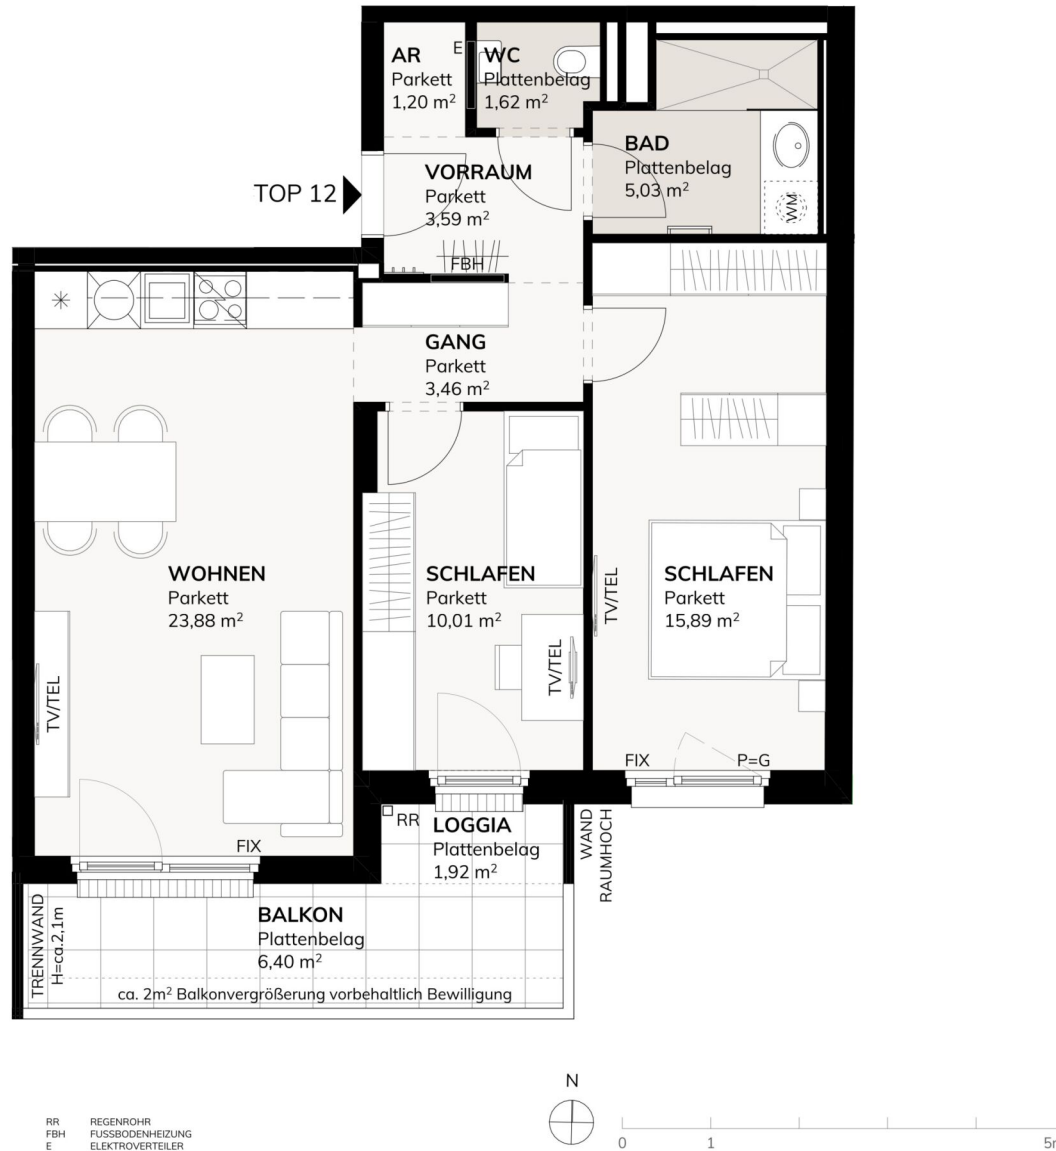 AR
Parkett
1,20 m²
E
WC
Plattenbelag
1,62 m²
BAD
Plattenbelag
5,03 m²
WM
TOP 12
VORRAUM
Parkett
3,59 m²
FBH
GANG
Parkett
3,46 m²
WOHNEN
Parkett
23,88 m²
SCHLAFEN
Parkett
10,01 m²
SCHLAFEN
Parkett
15,89 m²
TV/TEL
TV/TEL
TV/TEL
FIX
P=G
FIX
RR
LOGGIA
Plattenbelag
1,92 m²
WAND
RAUMHOCH
BALKON
Plattenbelag
6,40 m²
TRENNWAND
H=ca.2,1m
ca. 2m² Balkonvergrößerung vorbehaltlich Bewilligung
N
RR REGENROHR
FBH FUSSBODENHEIZUNG
E ELEKTROVERTEILER
0 1 5m